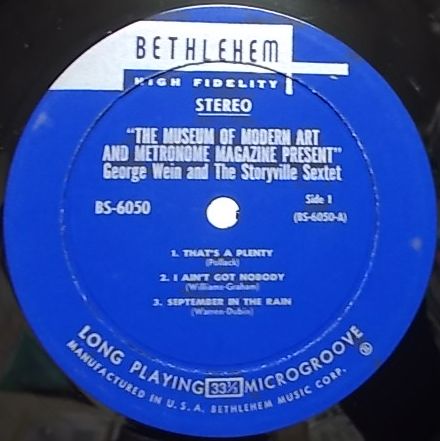 BETHLEHEM
HIGH FIDELITY
STEREO
"THE MUSEUM OF MODERN ART
AND METRONOME MAGAZINE PRESENT"
George Wein and The Storyville Sextet
BS-6050
Side 1
(BS-6050-A)
1. THAT'S A PLENTY
(Pollack)
2. I AIN'T GOT NOBODY
(Williams-Graham)
3. SEPTEMBER IN THE RAIN
(Warren-Dubin)
LONG PLAYING 33⅓ MICROGROOVE
MANUFACTURED IN U.S.A. BETHLEHEM MUSIC CORP. ®